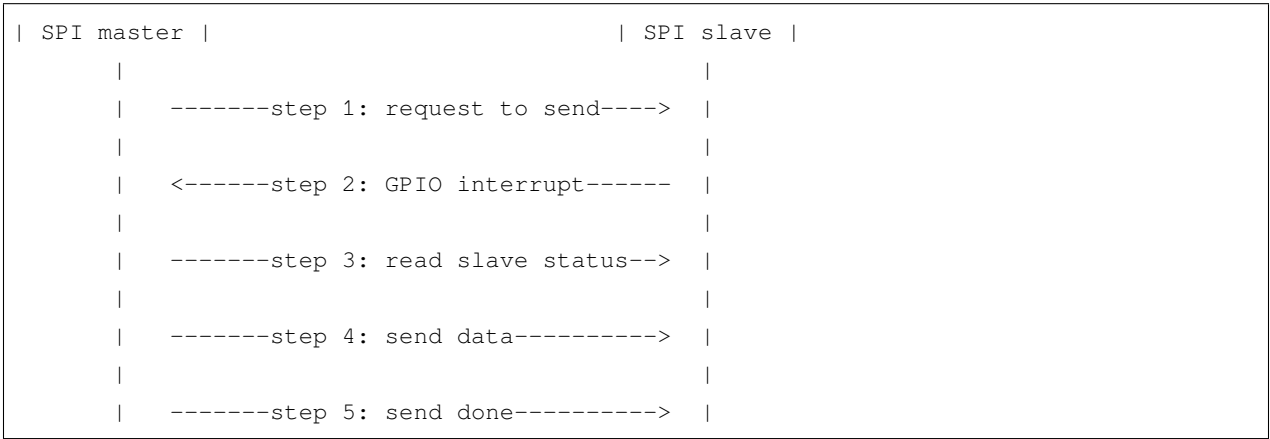 | SPI master |                                 | SPI slave |
        |                                              |
        |   -------step 1: request to send---->  |
        |                                              |
        |   <------step 2: GPIO interrupt------  |
        |                                              |
        |   -------step 3: read slave status-->  |
        |                                              |
        |   -------step 4: send data---------->  |
        |                                              |
        |   -------step 5: send done---------->  |